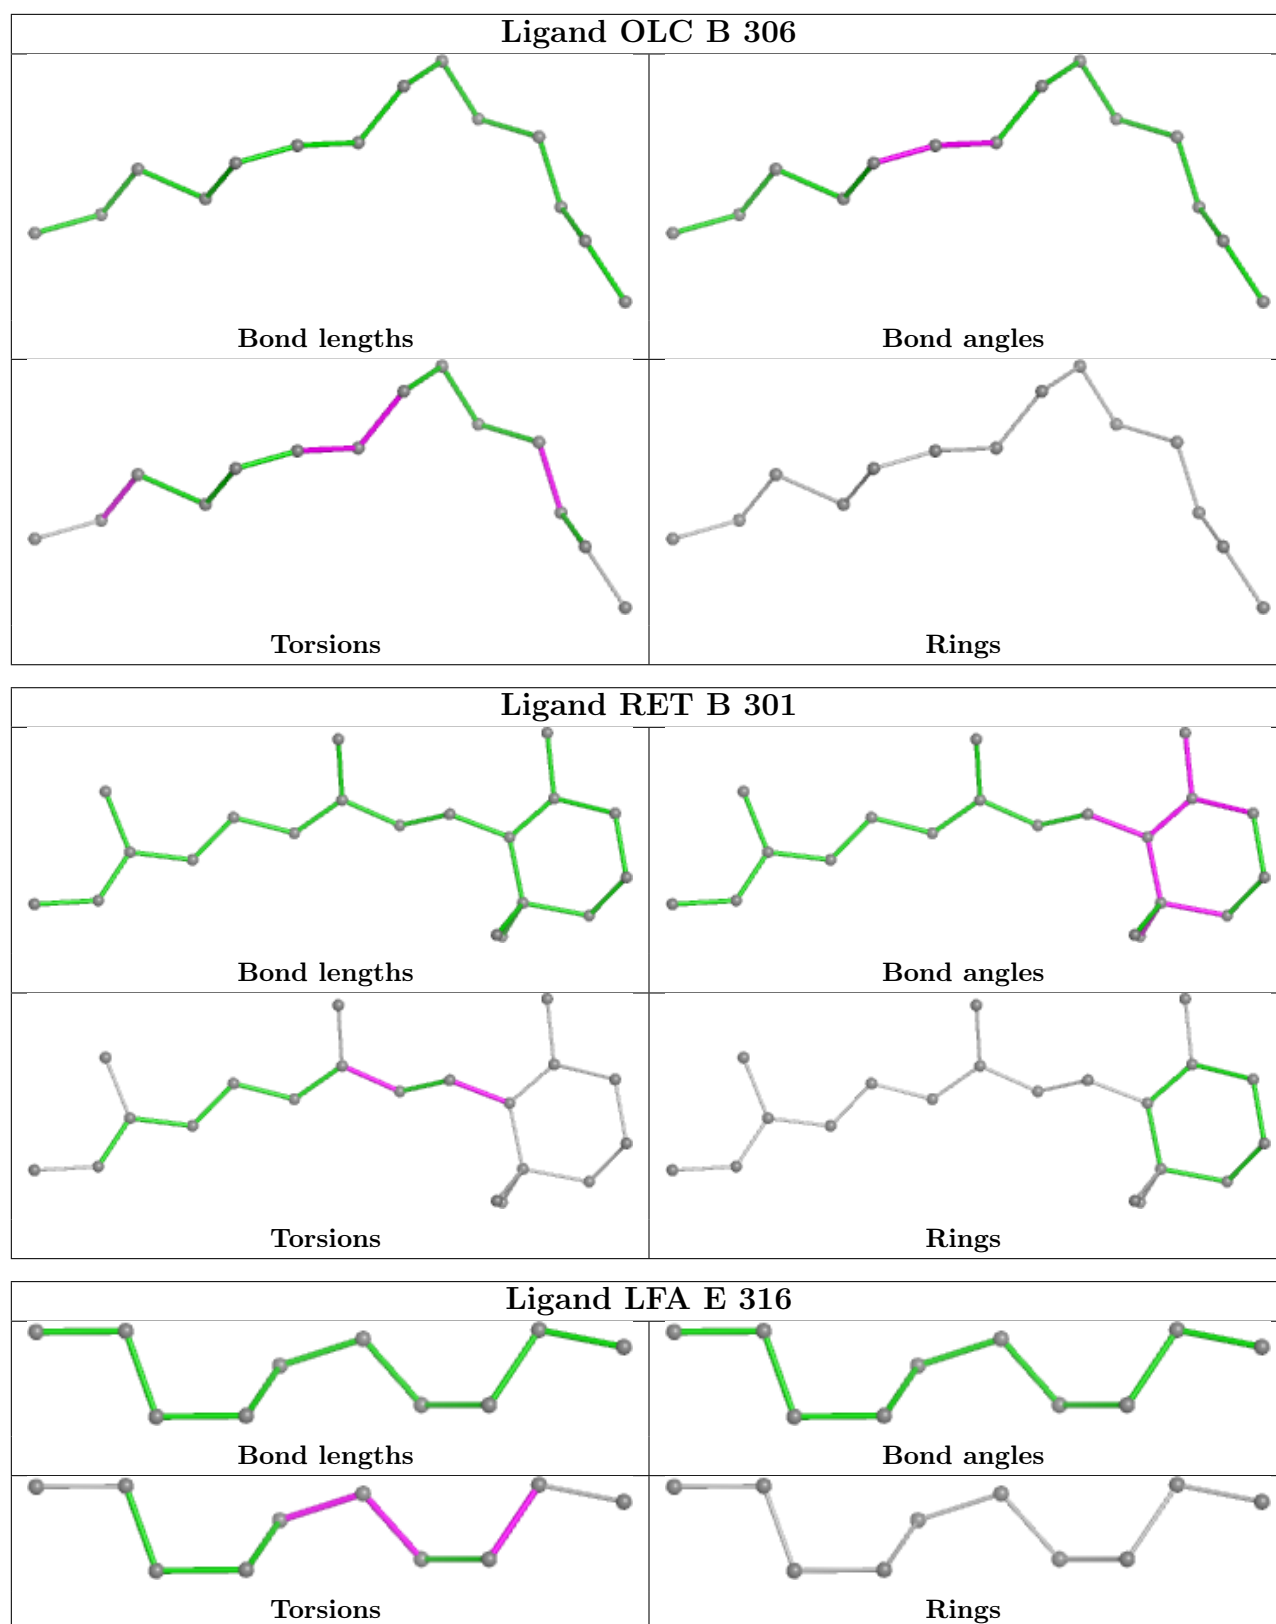 Ligand OLC B 306
Bond lengths
Bond angles
Torsions
Rings
Ligand RET B 301
Bond lengths
Bond angles
Torsions
Rings
Ligand LFA E 316
Bond lengths
Bond angles
Torsions
Rings